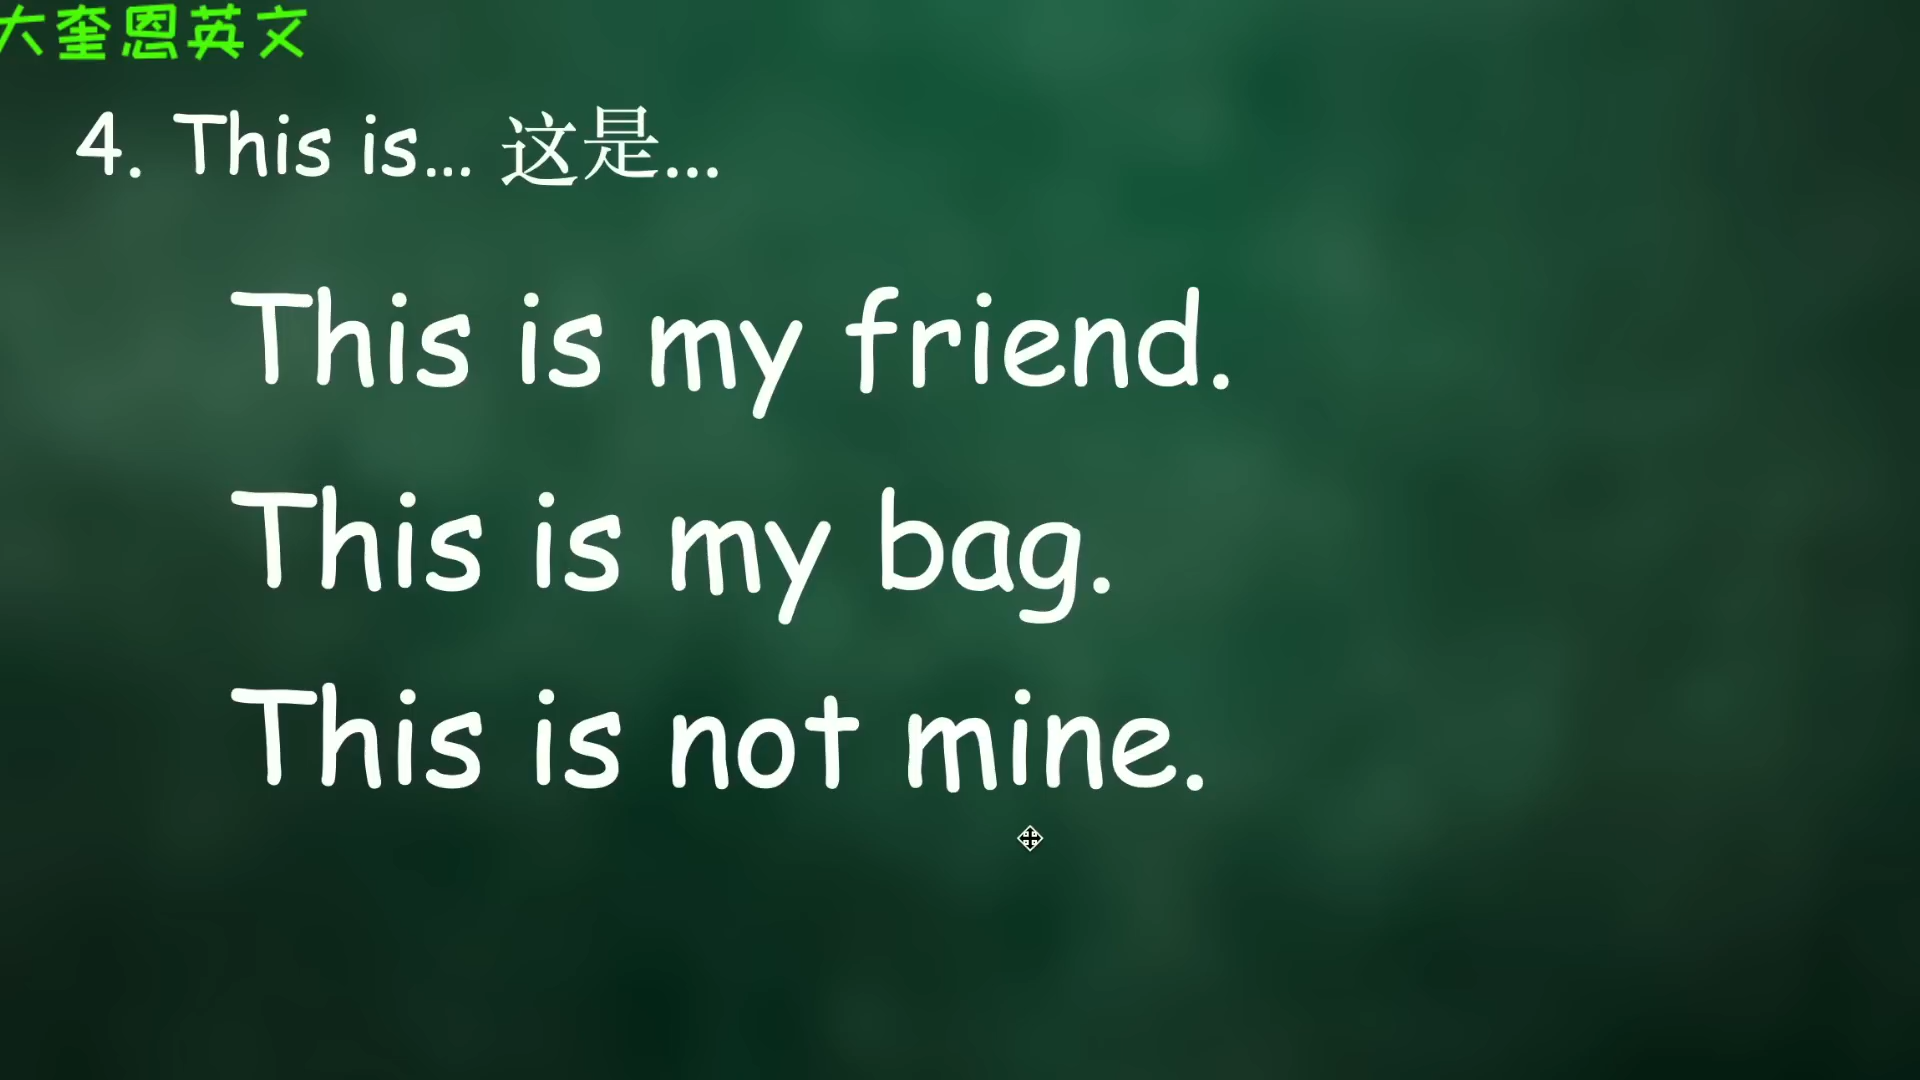 大奎恩英文
4. This is... 这是...
This is my friend.
This is my bag.
This is not mine.